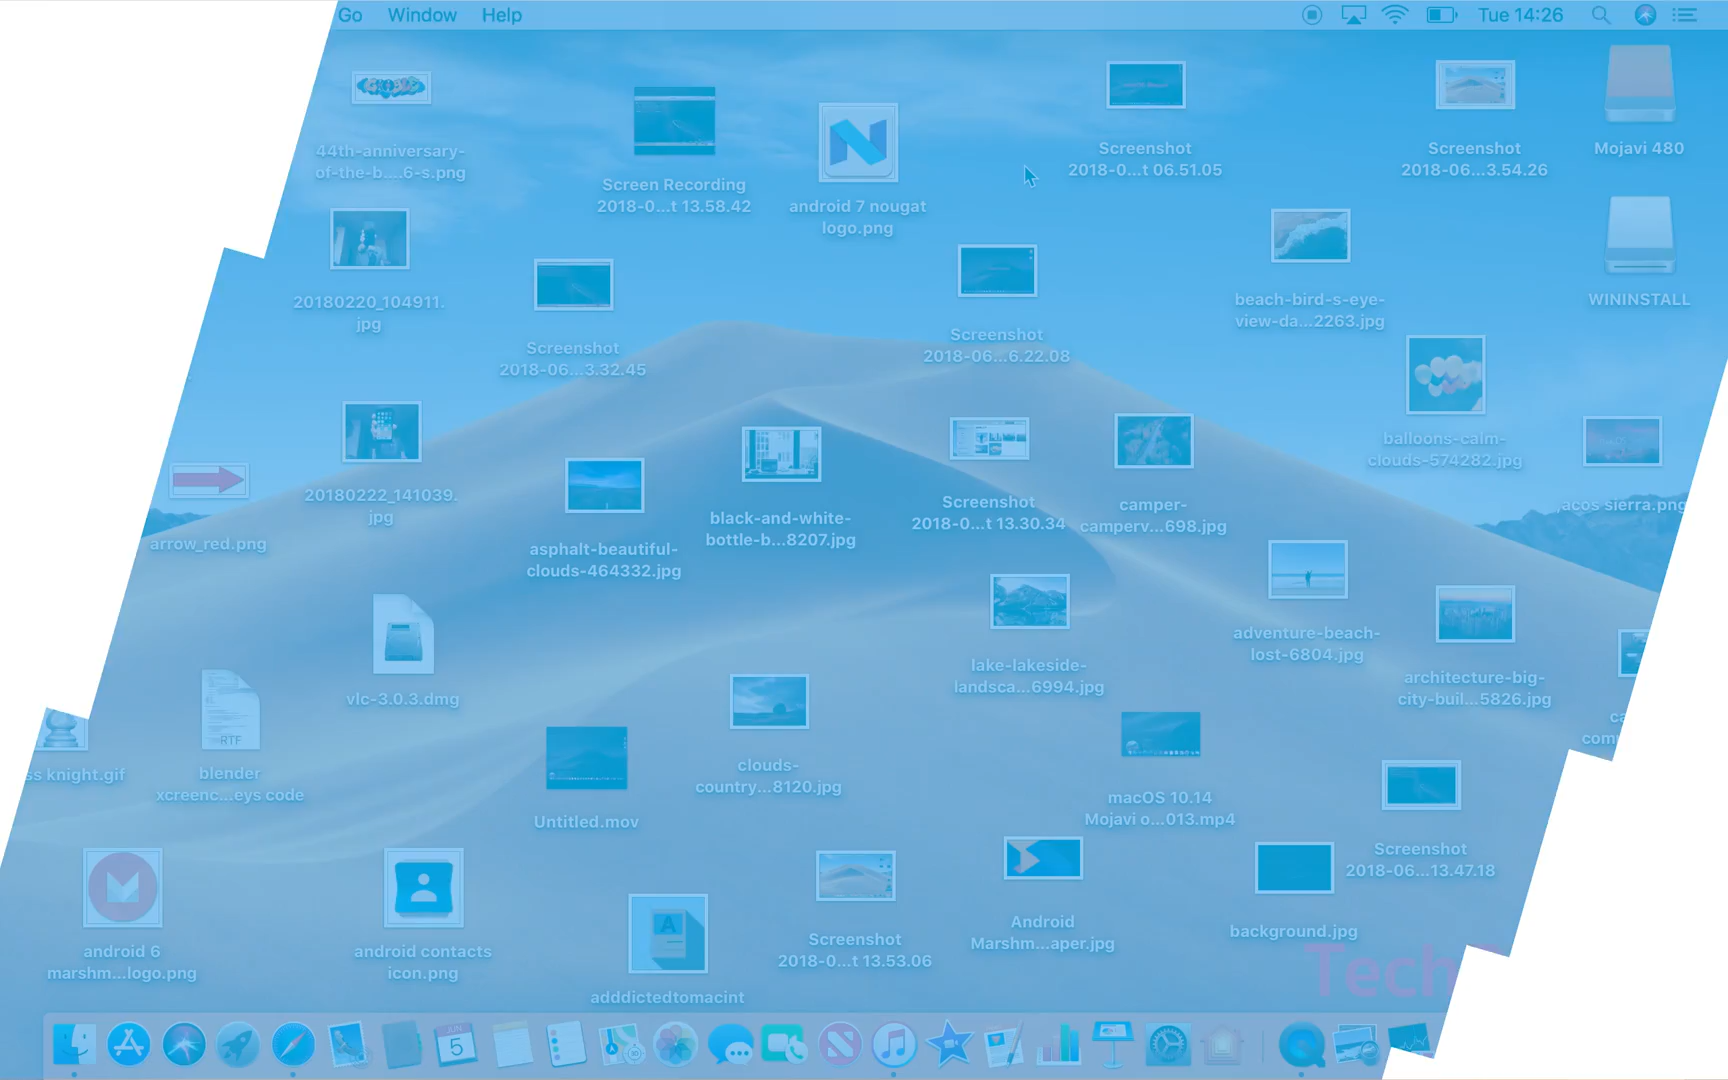 Go Window Help Tue 14:26
44th-anniversary-
of-the-b....6-s.png
Screen Recording
2018-0...t 13.58.42
android 7 nougat
logo.png
Screenshot
2018-0...t 06.51.05
Screenshot
2018-06...3.54.26
Mojavi 480
20180220_104911.
jpg
Screenshot
2018-06...3.32.45
Screenshot
2018-06...6.22.08
beach-bird-s-eye-
view-da...2263.jpg
WININSTALL
balloons-calm-
clouds-574282.jpg
arrow_red.png
20180222_141039.
jpg
asphalt-beautiful-
clouds-464332.jpg
black-and-white-
bottle-b...8207.jpg
Screenshot
2018-0...t 13.30.34
camper-
camperv...698.jpg
acos sierra.png
vlc-3.0.3.dmg
lake-lakeside-
landsca...6994.jpg
adventure-beach-
lost-6804.jpg
architecture-big-
city-buil...5826.jpg
ss knight.gif
RTF
blender
xcreenc...eys code
Untitled.mov
clouds-
country...8120.jpg
macOS 10.14
Mojavi o...013.mp4
Screenshot
2018-06...13.47.18
android 6
marshm...logo.png
android contacts
icon.png
adddictedtomacint
Screenshot
2018-0...t 13.53.06
Android
Marshm...aper.jpg
background.jpg
Tech
JUN
5